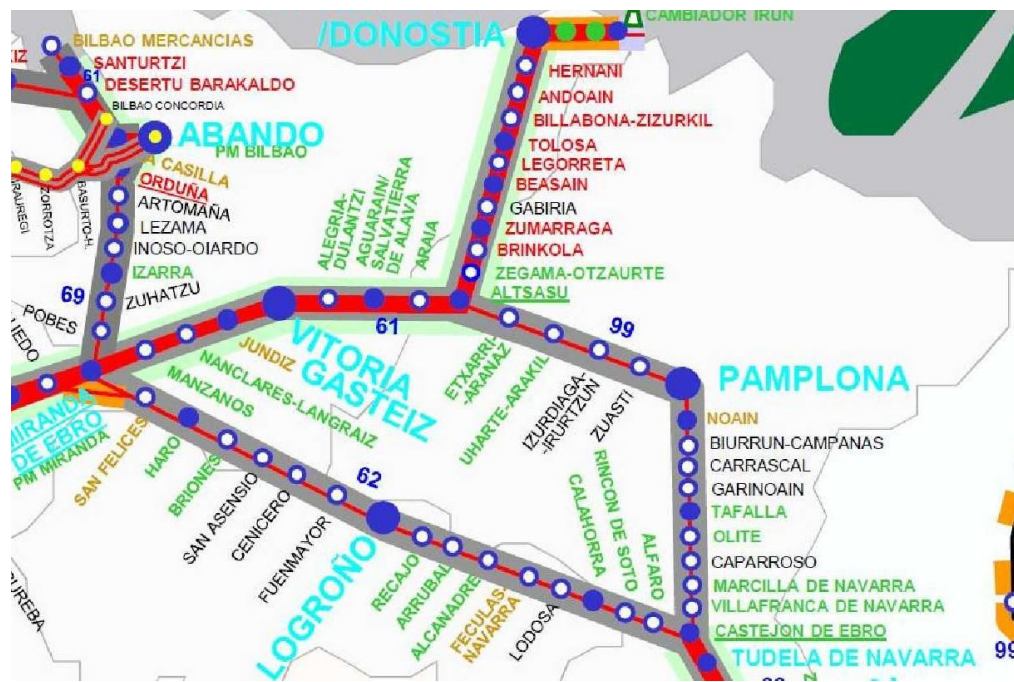 CAMBIADOR IRUN
/DONOSTIA
BILBAO MERCANCIAS
SANTURTZI
61
DESERTU BARAKALDO
BILBAO CONCORDIA
ABANDO
PM BILBAO
A CASILLA
ORDUÑA
ARTOMAÑA
LEZAMA
INOSO-OIARDO
IZARRA
ZUHATZU
69
POBES
ZORROTZA
BASURTO-H.
HERNANI
ANDOAIN
BILLABONA-ZIZURKIL
TOLOSA
LEGORRETA
BEASAIN
GABIRIA
ZUMARRAGA
BRINKOLA
ZEGAMA-OTZAURTE
ALTSASU
ALEGRIA-
DULANTZI
AGURAIN/
SALVATIERRA
DE ALAVA
ARAIA
61
99
VITORIA
GASTEIZ
JUNDIZ
NANCLARES-LANGRAIZ
MANZANOS
ETXARRI-
-ARANAZ
UHARTE-ARAKIL
IZURDIAGA-
-IRURTZUN
ZUASTI
PAMPLONA
NOAIN
BIURRUN-CAMPANAS
CARRASCAL
GARINOAIN
TAFALLA
OLITE
CAPARROSO
MARCILLA DE NAVARRA
VILLAFRANCA DE NAVARRA
CASTEJON DE EBRO
TUDELA DE NAVARRA
MIRANDA
DE EBRO
PM MIRANDA
SAN FELICES
HARO
BRIONES
SAN ASENSIO
CENICERO
FUENMAYOR
62
LOGROÑO
RECAJO
ARRUBAL
ALCANADRE
FECULAS-
NAVARRA
LODOSA
CALAHORRA
RINCON DE SOTO
ALFARO
UREBA
99